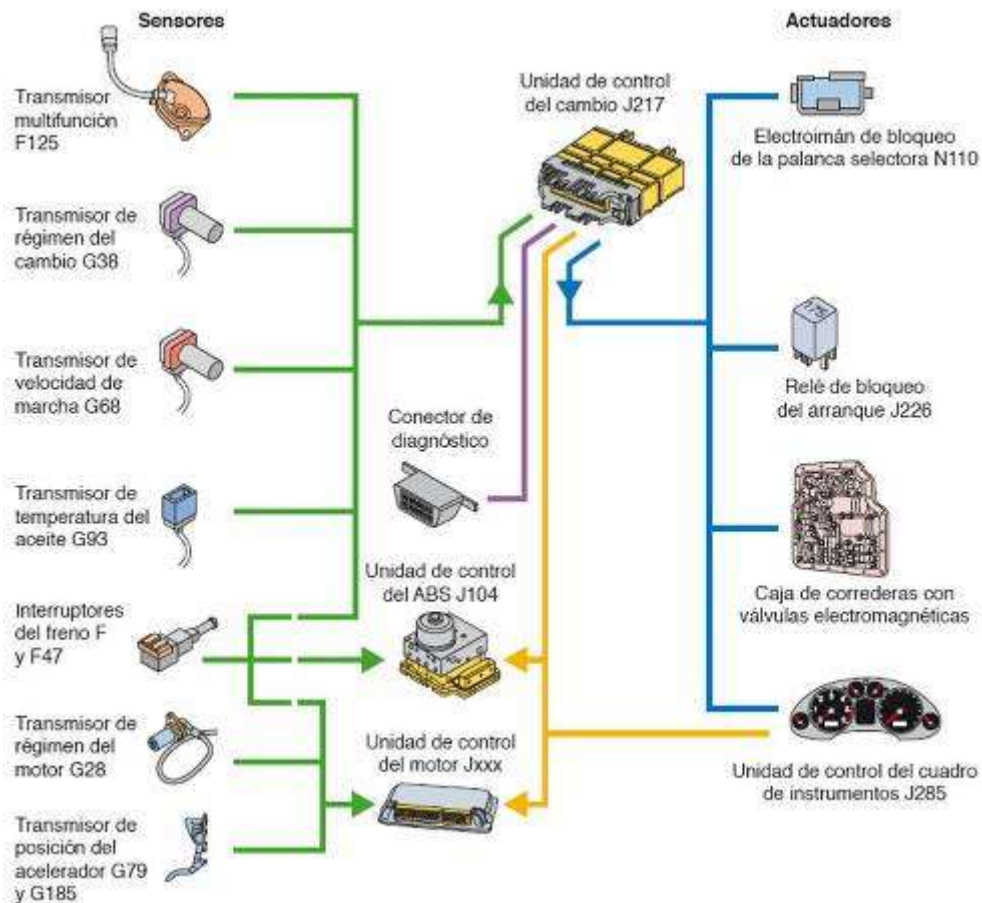 Sensores
Actuadores
Transmisor
multifunción
F125
Unidad de control
del cambio J217
Electroimán de bloqueo
de la palanca selectora N110
Transmisor de
régimen del
cambio G38
Transmisor de
velocidad de
marcha G68
Conector de
diagnóstico
Relé de bloqueo
del arranque J226
Transmisor de
temperatura del
aceite G93
Unidad de control
del ABS J104
Caja de correderas con
válvulas electromagnéticas
Interruptores
del freno F
y F47
Transmisor de
régimen del
motor G28
Unidad de control
del motor Jxxx
Unidad de control del cuadro
de instrumentos J285
Transmisor de
posición del
acelerador G79
y G185